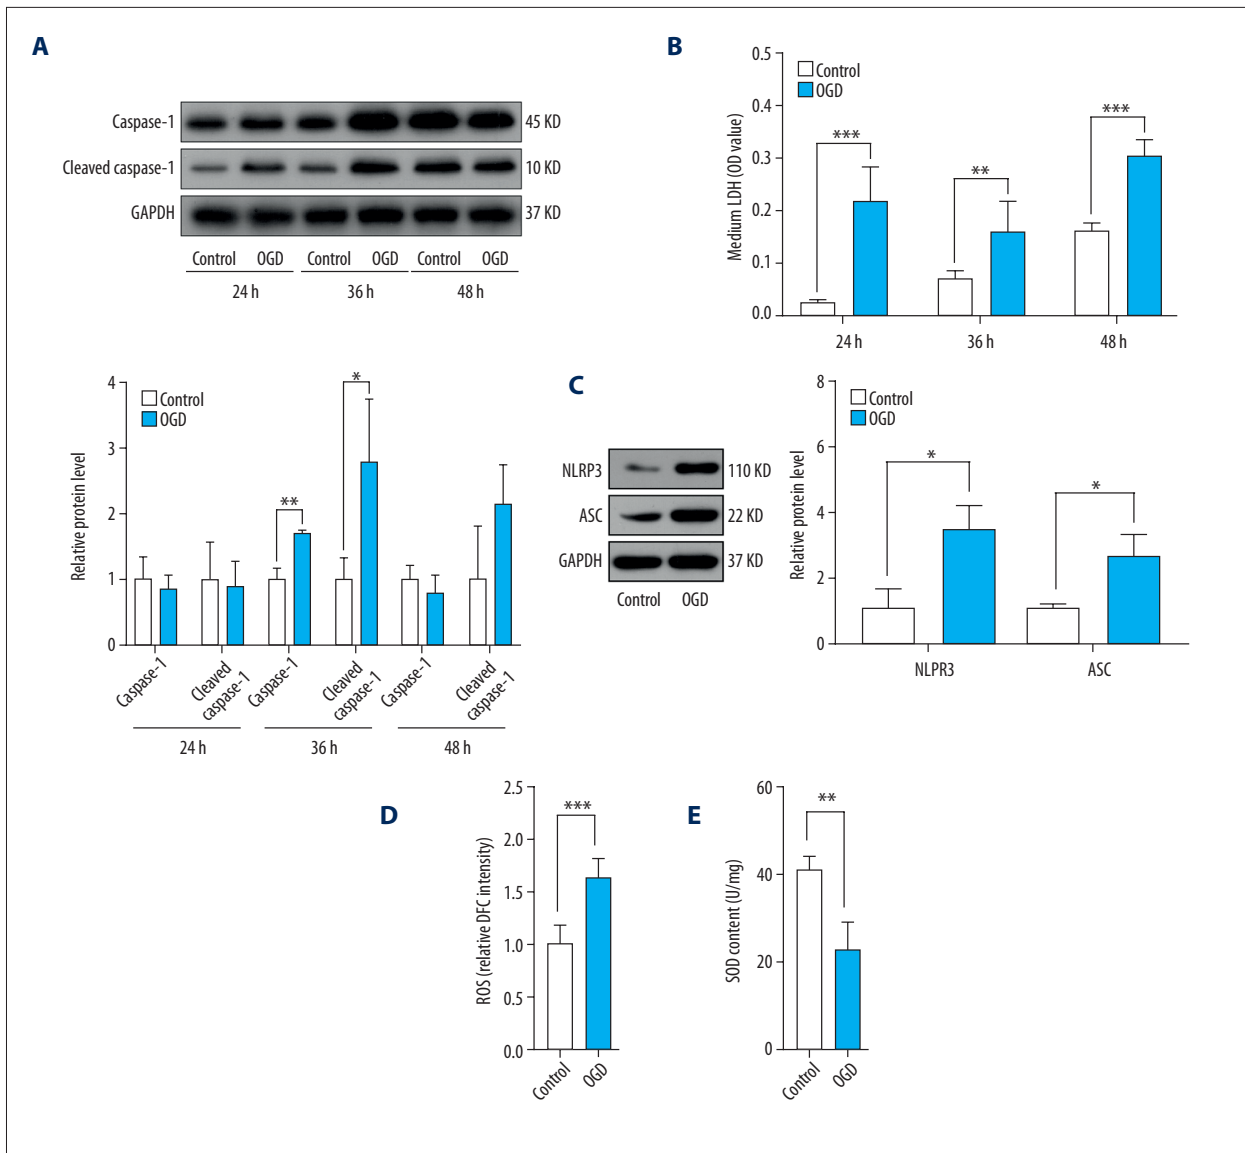 A
Caspase-1
45 KD
Cleaved caspase-1
10 KD
GAPDH
37 KD
Control OGD Control OGD Control OGD
24 h 36 h 48 h
B
0.5
0.4
0.3
0.2
0.1
0.0
Medium LDH (OD value)
Control
OGD
***
**
***
24 h 36 h 48 h
4
3
2
1
0
Relative protein level
Control
OGD
**
*
Caspase-1
Cleaved
caspase-1
Caspase-1
Cleaved
caspase-1
Caspase-1
Cleaved
caspase-1
24 h 36 h 48 h
C
NLRP3
110 KD
ASC
22 KD
GAPDH
37 KD
Control OGD
8
6
4
2
0
Relative protein level
Control
OGD
*
*
NLPR3 ASC
D
2.5
2.0
1.5
1.0
0.5
0.0
ROS (relative DFC intensity)
***
Control
OGD
E
60
40
20
0
SOD content (U/mg)
**
Control
OGD